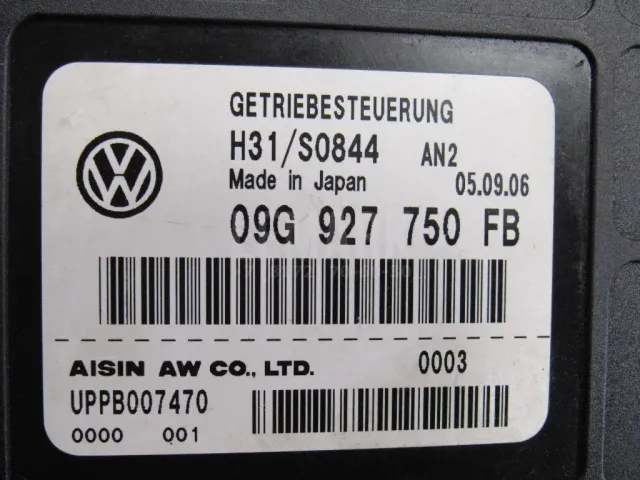 GETRIEBESTEUERUNG
H31/S0844 AN2
Made in Japan 05.09.06
09G 927 750 FB
AISIN AW CO., LTD. 0003
UPPB007470
0000 001